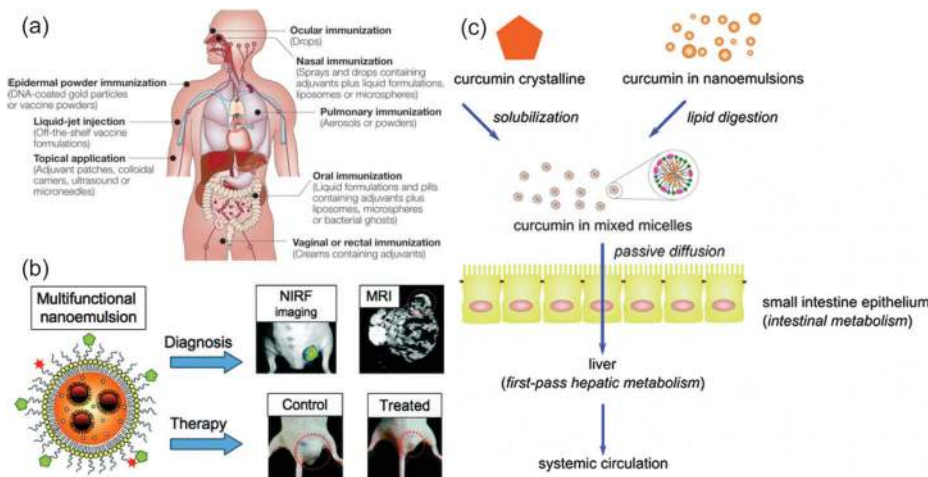 (a)
Ocular immunization
(Drops)
Nasal immunization
(Sprays and drops containing
adjuvants plus liquid formulations,
liposomes or microspheres)
Epidermal powder immunization
(DNA-coated gold particles
or vaccine powders)
Liquid-jet injection
(Off-the-shelf vaccine
formulations)
Topical application
(Adjuvent patches, colloidal
carriers, ultrasound or
microneedles)
Pulmonary immunization
(Aerosols or powders)
Oral immunization
(Liquid formulations and pills
containing adjuvants plus
liposomes, microspheres
or bacterial ghosts)
Vaginal or rectal immunization
(Creams containing adjuvants)
(b)
Multifunctional
nanoemulsion
Diagnosis
NIRF
imaging
MRI
Therapy
Control
Treated
(c)
curcumin crystalline
curcumin in nanoemulsions
solubilization
lipid digestion
curcumin in mixed micelles
passive diffusion
small intestine epithelium
(intestinal metabolism)
liver
(first-pass hepatic metabolism)
systemic circulation